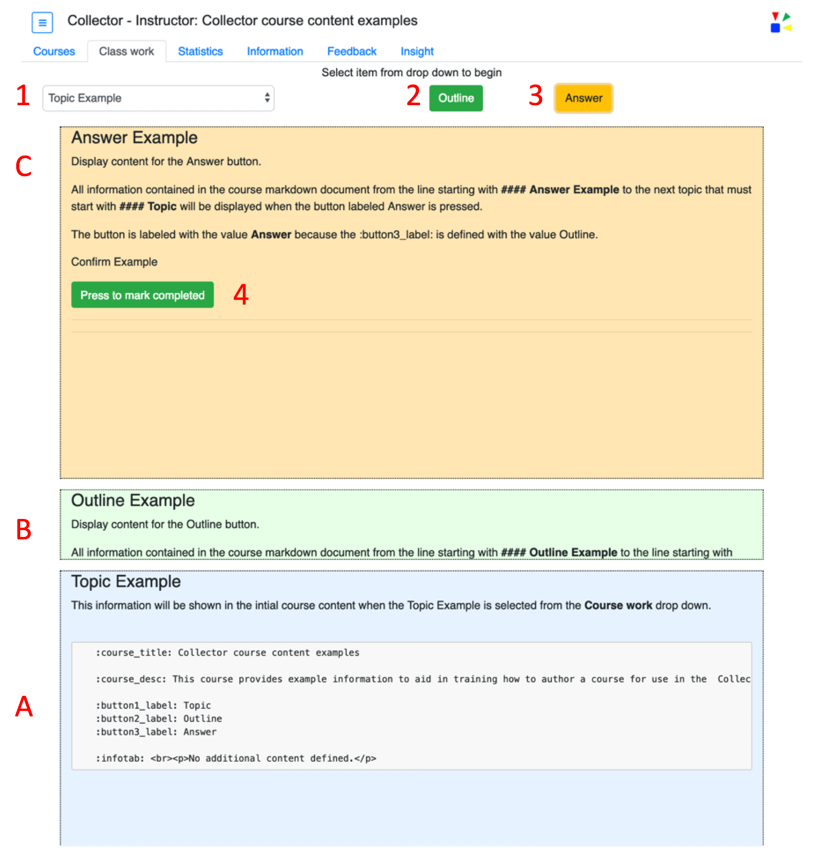 Collector - Instructor: Collector course content examples
Courses Class work Statistics Information Feedback Insight
Select item from drop down to begin
1 Topic Example 2 Outline 3 Answer
C
Answer Example
Display content for the Answer button.
All information contained in the course markdown document from the line starting with #### Answer Example to the next topic that must
start with #### Topic will be displayed when the button labeled Answer is pressed.
The button is labeled with the value Answer because the :button3_label: is defined with the value Outline.
Confirm Example
Press to mark completed 4
B
Outline Example
Display content for the Outline button.
All information contained in the course markdown document from the line starting with #### Outline Example to the line starting with
A
Topic Example
This information will be shown in the intial course content when the Topic Example is selected from the Course work drop down.
:course_title: Collector course content examples
:course_desc: This course provides example information to aid in training how to author a course for use in the Collec
:button1_label: Topic
:button2_label: Outline
:button3_label: Answer
:infotab: <br><p>No additional content defined.</p>